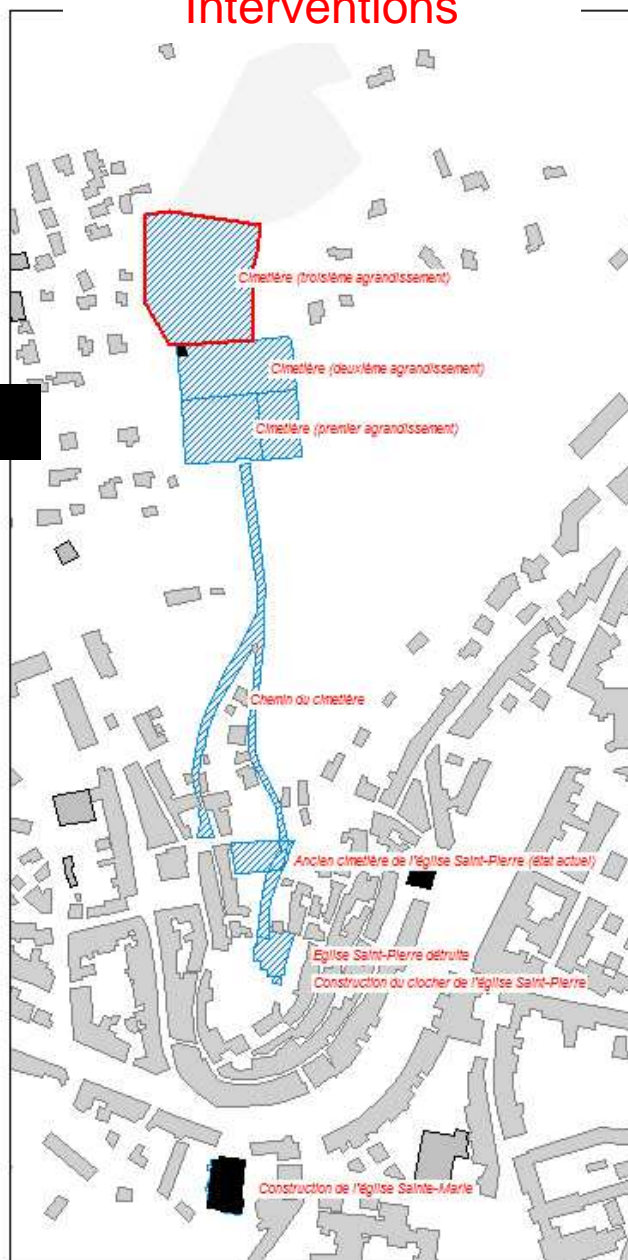 Interventions
Cimetière (troisième agrandissement)
Cimetière (deuxième agrandissement)
Cimetière (premier agrandissement)
Chemin du cimetière
Ancien cimetière de l'église Saint-Pierre (état actuel)
Eglise Saint-Pierre détruite
Construction du clocher de l'église Saint-Pierre
Construction de l'église Sainte-Marie